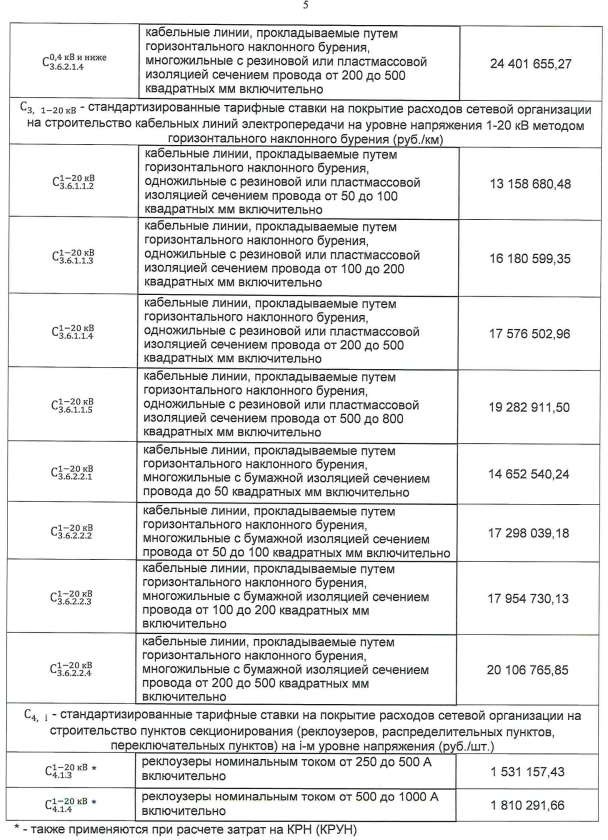 5
кабельные линии, прокладываемые путем
горизонтального наклонного бурения,
многожильные с резиновой или пластмассовой
изоляцией сечением провода от 200 до 500
квадратных мм включительно
C 0,4 кВ и ниже 3.6.2.1.4
24 401 655,27
C3, 1–20 кВ - стандартизированные тарифные ставки на покрытие расходов сетевой организации
на строительство кабельных линий электропередачи на уровне напряжения 1-20 кВ методом
горизонтального наклонного бурения (руб./км)
C 1–20 кВ 3.6.1.1.2
кабельные линии, прокладываемые путем
горизонтального наклонного бурения,
одножильные с резиновой или пластмассовой
изоляцией сечением провода от 50 до 100
квадратных мм включительно
13 158 680,48
C 1–20 кВ 3.6.1.1.3
кабельные линии, прокладываемые путем
горизонтального наклонного бурения,
одножильные с резиновой или пластмассовой
изоляцией сечением провода от 100 до 200
квадратных мм включительно
16 180 599,35
C 1–20 кВ 3.6.1.1.4
кабельные линии, прокладываемые путем
горизонтального наклонного бурения,
одножильные с резиновой или пластмассовой
изоляцией сечением провода от 200 до 500
квадратных мм включительно
17 576 502,96
C 1–20 кВ 3.6.1.1.5
кабельные линии, прокладываемые путем
горизонтального наклонного бурения,
одножильные с резиновой или пластмассовой
изоляцией сечением провода от 500 до 800
квадратных мм включительно
19 282 911,50
C 1–20 кВ 3.6.2.2.1
кабельные линии, прокладываемые путем
горизонтального наклонного бурения,
многожильные с бумажной изоляцией сечением
провода до 50 квадратных мм включительно
14 652 540,24
C 1–20 кВ 3.6.2.2.2
кабельные линии, прокладываемые путем
горизонтального наклонного бурения,
многожильные с бумажной изоляцией сечением
провода от 50 до 100 квадратных мм включительно
17 298 039,18
C 1–20 кВ 3.6.2.2.3
кабельные линии, прокладываемые путем
горизонтального наклонного бурения,
многожильные с бумажной изоляцией сечением
провода от 100 до 200 квадратных мм
включительно
17 954 730,13
C 1–20 кВ 3.6.2.2.4
кабельные линии, прокладываемые путем
горизонтального наклонного бурения,
многожильные с бумажной изоляцией сечением
провода от 200 до 500 квадратных мм
включительно
20 106 765,85
C4, i - стандартизированные тарифные ставки на покрытие расходов сетевой организации на
строительство пунктов секционирования (реклоузеров, распределительных пунктов,
переключательных пунктов) на i-м уровне напряжения (руб./шт.)
C 1–20 кВ 4.1.3 *
реклоузеры номинальным током от 250 до 500 А
включительно
1 531 157,43
C 1–20 кВ 4.1.4 *
реклоузеры номинальным током от 500 до 1000 А
включительно
1 810 291,66
* - также применяются при расчете затрат на КРН (КРУН)